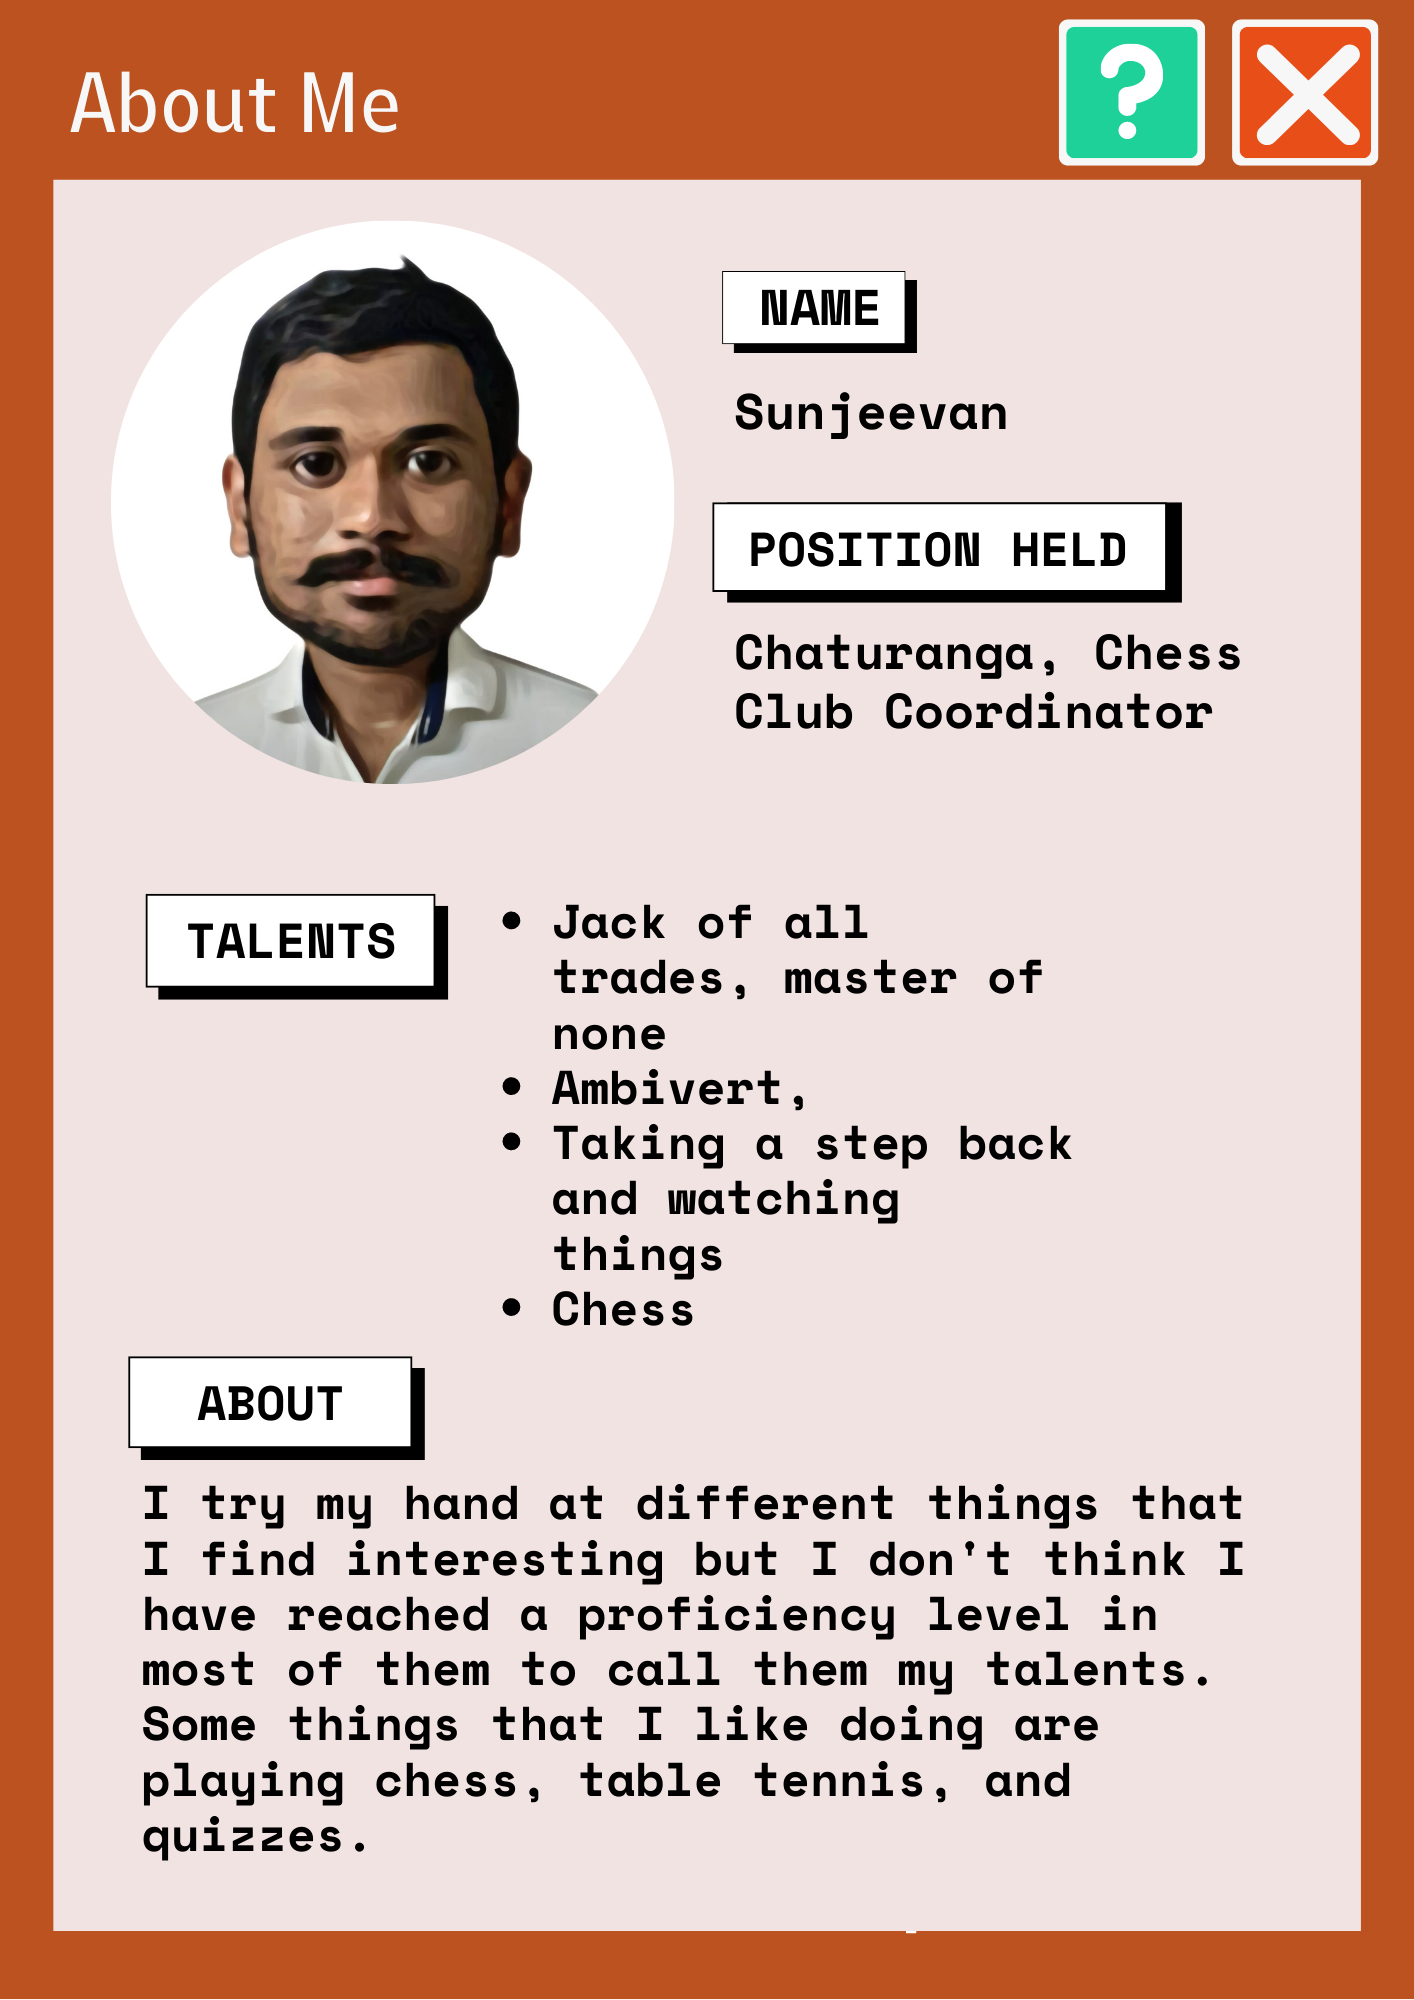 About Me
NAME
Sunjeevan
POSITION HELD
Chaturanga, Chess
Club Coordinator
TALENTS
• Jack of all
trades, master of
none
• Ambivert,
• Taking a step back
and watching
things
• Chess
ABOUT
I try my hand at different things that
I find interesting but I don't think I
have reached a proficiency level in
most of them to call them my talents.
Some things that I like doing are
playing chess, table tennis, and
quizzes.